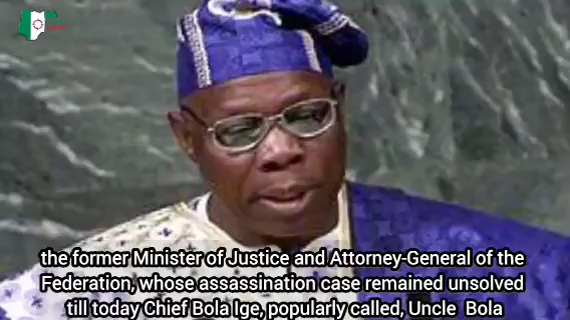 the former Minister of Justice and Attorney-General of the
Federation, whose assassination case remained unsolved
till today Chief Bola Ige, popularly called, Uncle Bola